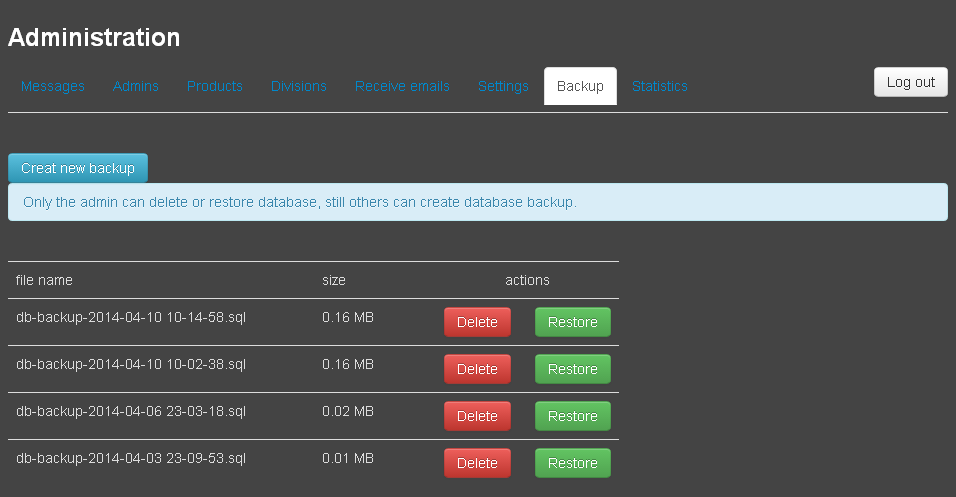 Administration
Messages Admins Products Divisions Receive emails Settings Backup Statistics Log out
Creat new backup
Only the admin can delete or restore database, still others can create database backup.
file name size actions
db-backup-2014-04-10 10-14-58.sql 0.16 MB Delete Restore
db-backup-2014-04-10 10-02-38.sql 0.16 MB Delete Restore
db-backup-2014-04-06 23-03-18.sql 0.02 MB Delete Restore
db-backup-2014-04-03 23-09-53.sql 0.01 MB Delete Restore